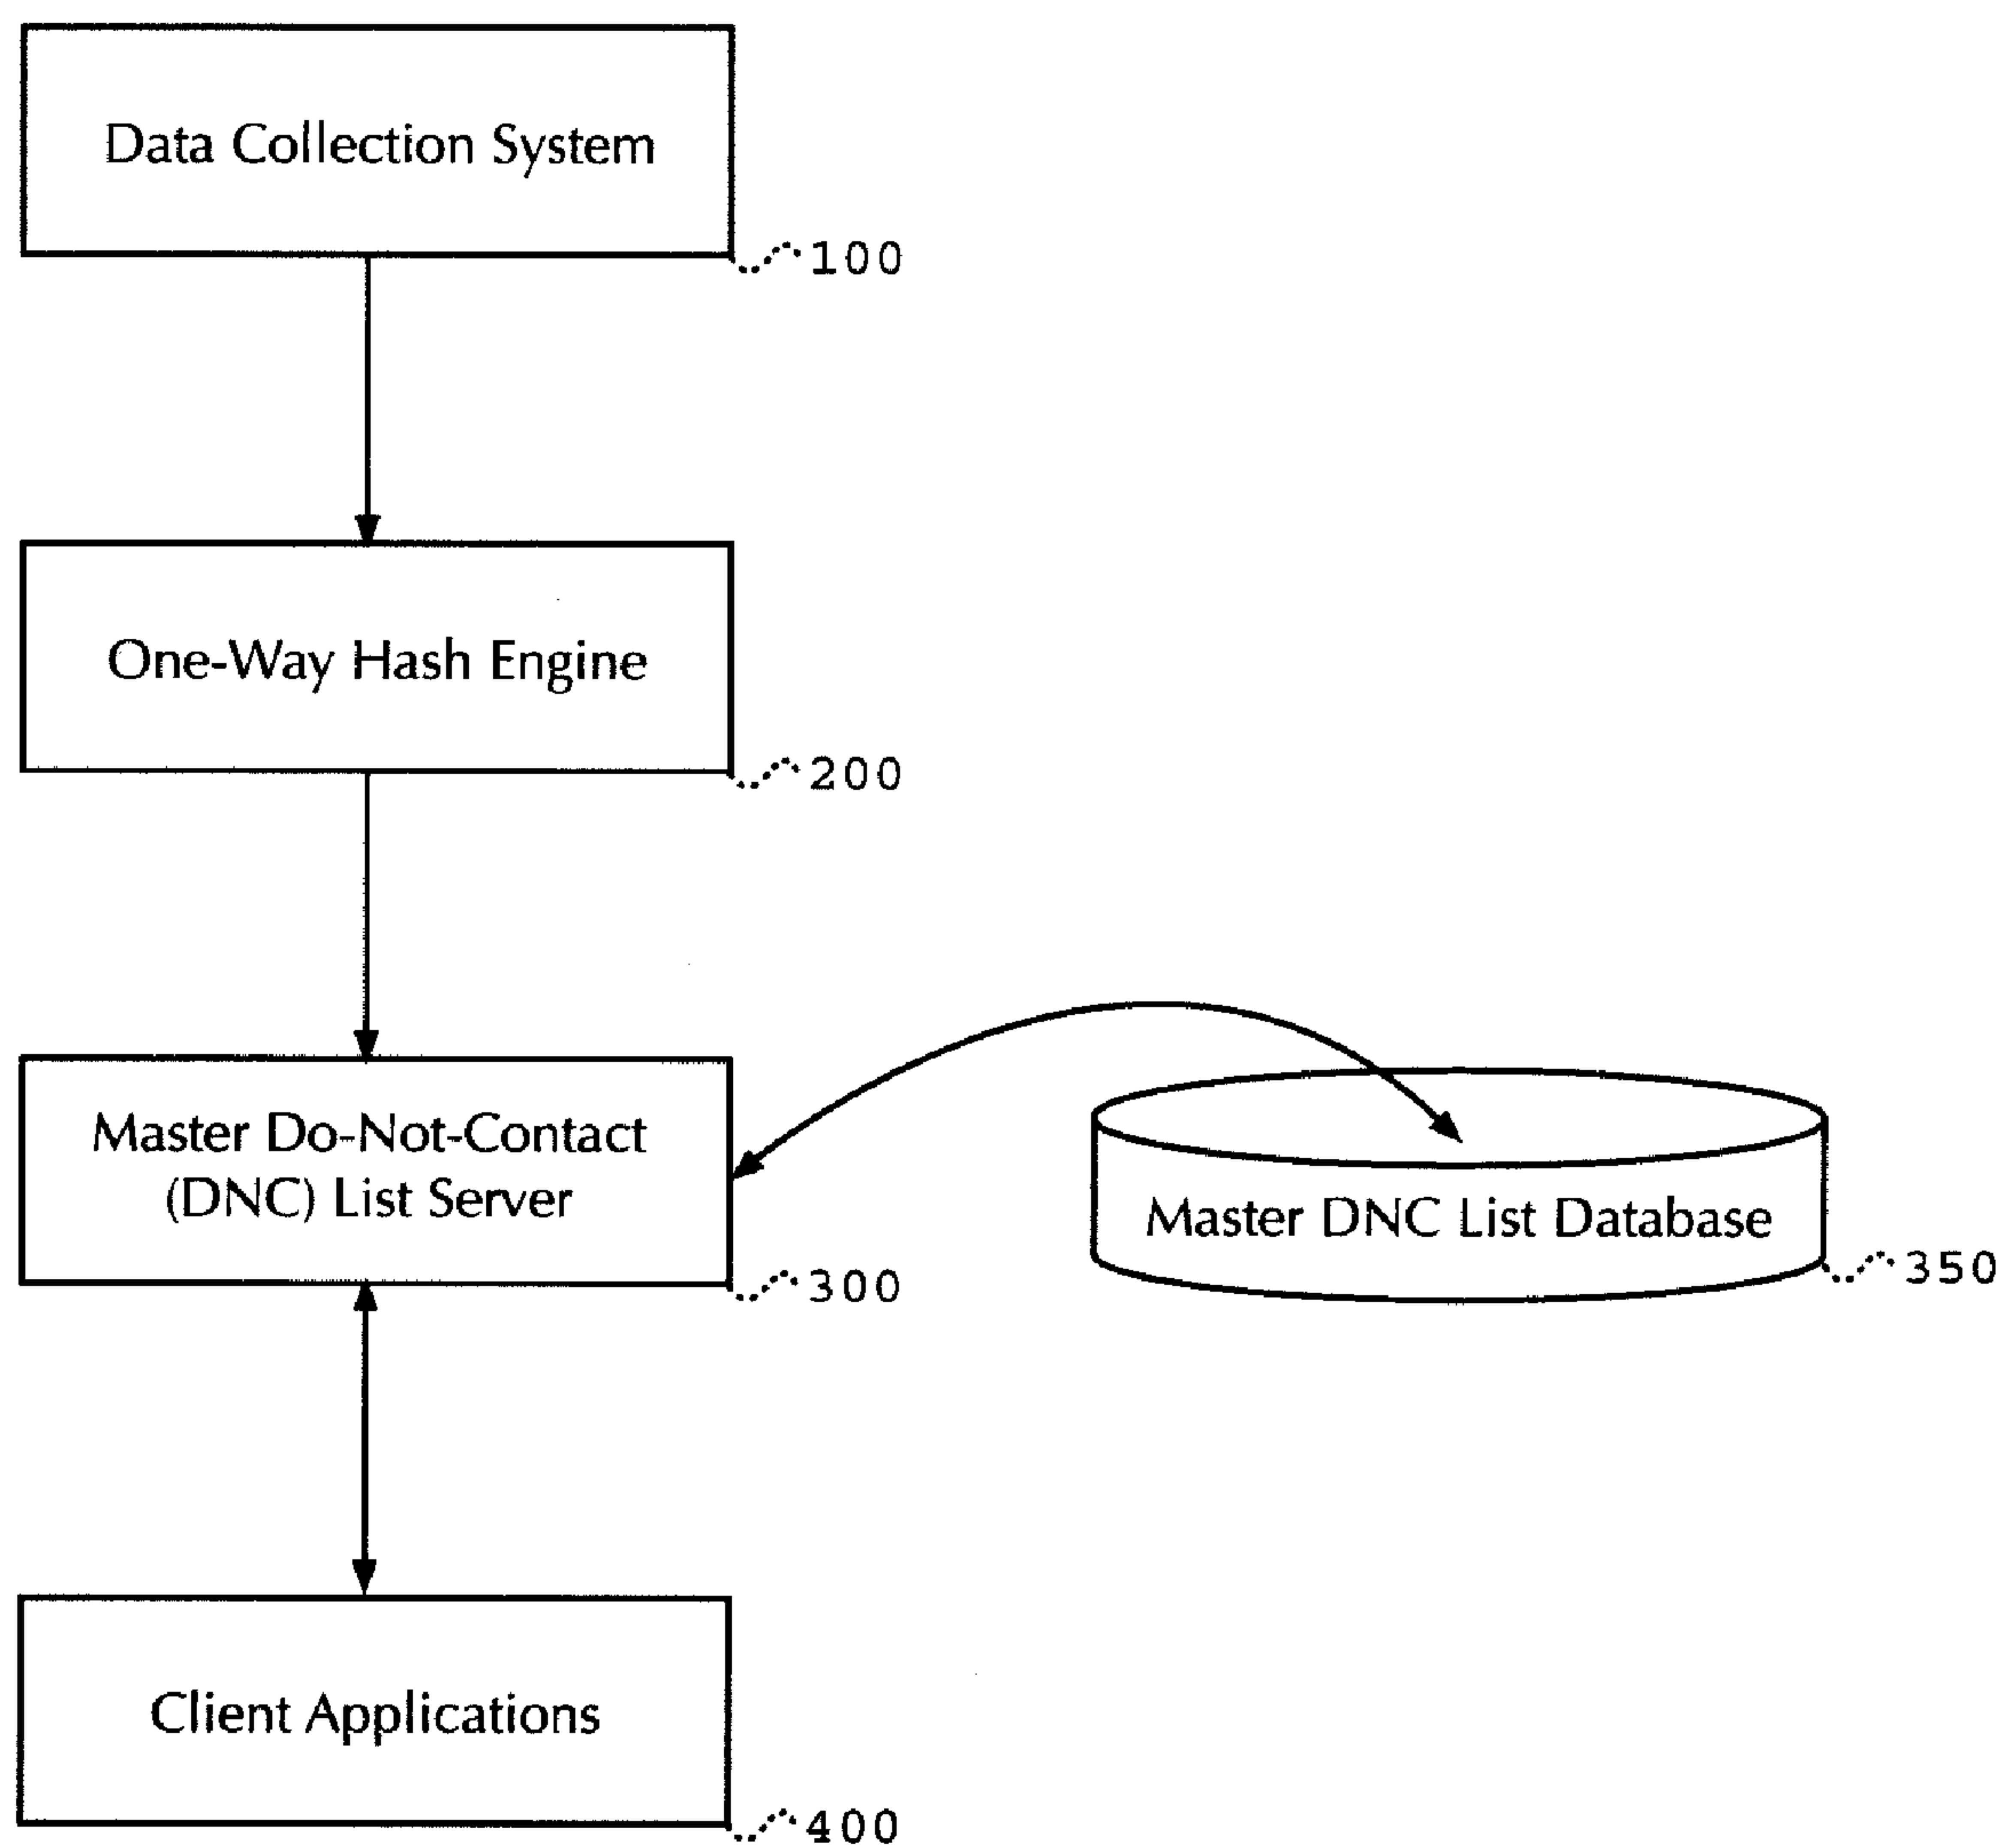 Data Collection System
100
One-Way Hash Engine
200
Master Do-Not-Contact
(DNC) List Server
300
Master DNC List Database
350
Client Applications
400